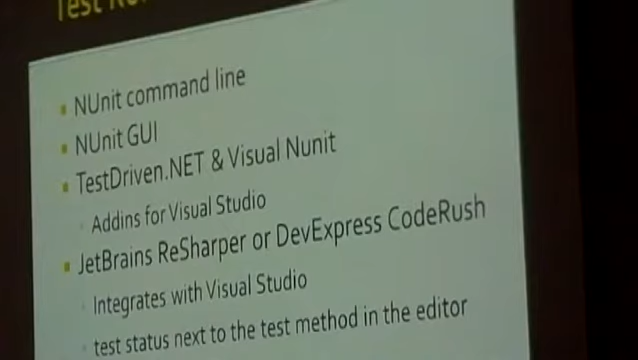 Test
NUnit command line
NUnit GUI
TestDriven.NET & Visual Nunit
Addins for Visual Studio
JetBrains ReSharper or DevExpress CodeRush
Integrates with Visual Studio
test status next to the test method in the editor